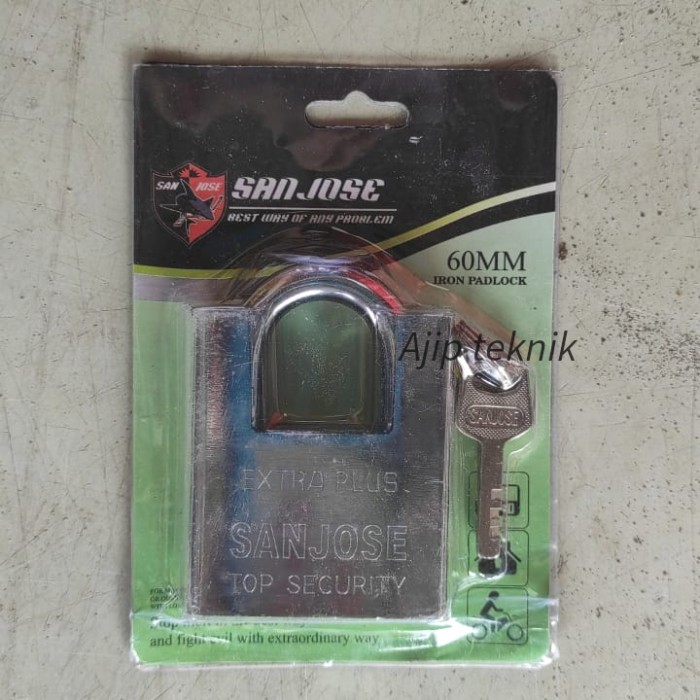 SAN JOSE
SANJOSE
BEST WAY OF ANY PROBLEM
60MM
IRON PADLOCK
Ajip teknik
SANJOSE
EXTRA PLUS
SANJOSE
TOP SECURITY
and fight evil with extraordinary way